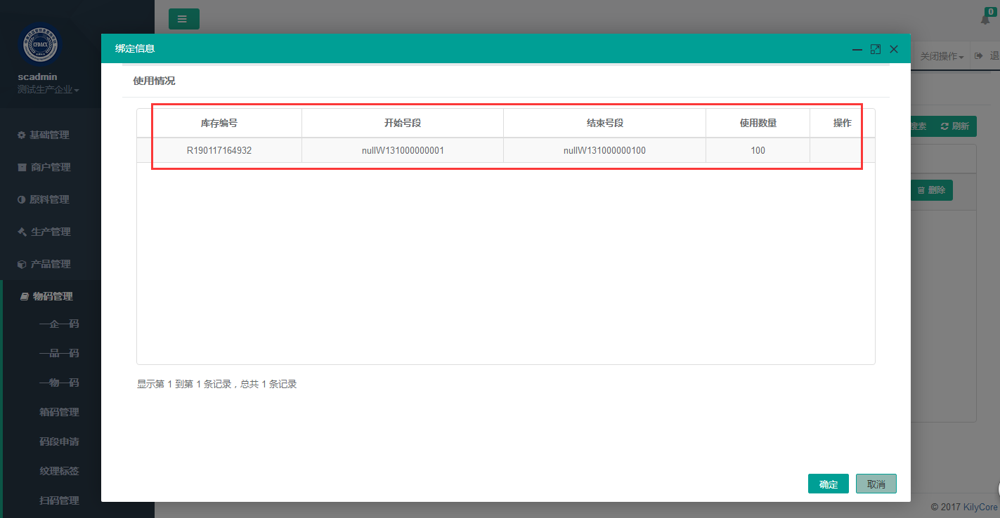 0
绑定信息
scadmin
测试生产企业
关闭操作
退
使用情况
库存编号 开始号段 结束号段 使用数量 操作
R190117164932 nullW131000000001 nullW131000000100 100
搜索 刷新
删除
基础管理
商户管理
原料管理
生产管理
产品管理
物码管理
一企一码
一品一码
一物一码
箱码管理
码段申请
纹理标签
扫码管理
显示第 1 到第 1 条记录，总共 1 条记录
确定 取消
© 2017 KilyCore